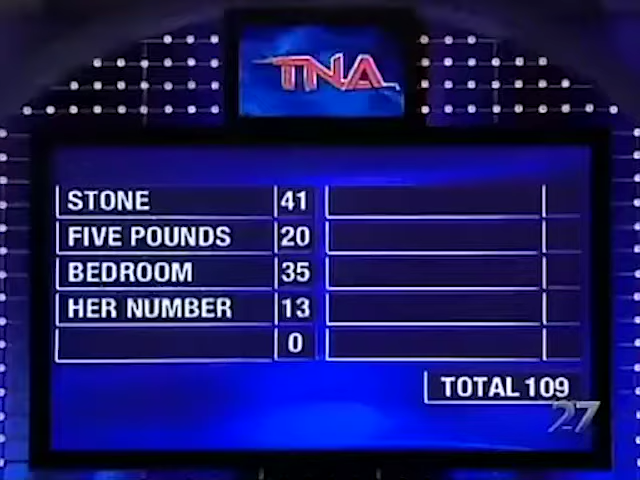 TNA
STONE 41
FIVE POUNDS 20
BEDROOM 35
HER NUMBER 13
0
TOTAL 109
27